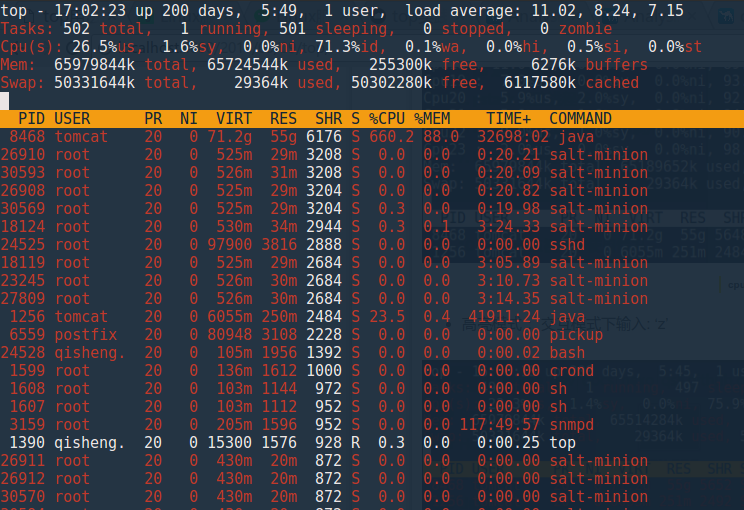 top - 17:02:23 up 200 days,  5:49,  1 user,  load average: 11.02, 8.24, 7.15
Tasks: 502 total,   1 running, 501 sleeping,   0 stopped,   0 zombie
Cpu(s): 26.5%us,  1.6%sy,  0.0%ni, 71.3%id,  0.1%wa,  0.0%hi,  0.5%si,  0.0%st
Mem:  65979844k total, 65724544k used,   255300k free,     6276k buffers
Swap: 50331644k total,    29364k used, 50302280k free,  6117580k cached
PID USER      PR  NI  VIRT  RES  SHR S %CPU %MEM    TIME+  COMMAND
8468 tomcat    20   0 71.2g  55g 6176 S 660.2 88.0  32698:02 java
26910 root      20   0  525m  29m 3208 S  0.0  0.0   0:20.21 salt-minion
30593 root      20   0  526m  31m 3208 S  0.0  0.0   0:20.09 salt-minion
26908 root      20   0  525m  29m 3204 S  0.0  0.0   0:20.82 salt-minion
30569 root      20   0  525m  29m 3204 S  0.3  0.0   0:19.98 salt-minion
18124 root      20   0  530m  34m 2944 S  0.3  0.1   3:24.33 salt-minion
24525 root      20   0 97900 3816 2888 S  0.0  0.0   0:00.00 sshd
18119 root      20   0  525m  29m 2684 S  0.0  0.0   3:05.89 salt-minion
23245 root      20   0  526m  30m 2684 S  0.0  0.0   3:10.73 salt-minion
27809 root      20   0  526m  30m 2684 S  0.0  0.0   3:14.35 salt-minion
1256 tomcat    20   0 6055m 250m 2484 S 23.5  0.4  41911:24 java
6559 postfix   20   0 80948 3108 2228 S  0.0  0.0   0:00.00 pickup
24528 qisheng.  20   0  105m 1956 1392 S  0.0  0.0   0:00.02 bash
1599 root      20   0  136m 1612 1000 S  0.0  0.0   0:00.00 crond
1608 root      20   0  103m 1144  972 S  0.0  0.0   0:00.00 sh
1607 root      20   0  103m 1112  952 S  0.0  0.0   0:00.00 sh
3159 root      20   0  205m 1596  952 S  0.0  0.0 117:49.57 snmpd
1390 qisheng.  20   0 15300 1576  928 R  0.3  0.0   0:00.25 top
26911 root      20   0  430m  20m  872 S  0.0  0.0   0:00.00 salt-minion
26912 root      20   0  430m  20m  872 S  0.0  0.0   0:00.00 salt-minion
30570 root      20   0  430m  20m  872 S  0.0  0.0   0:00.00 salt-minion